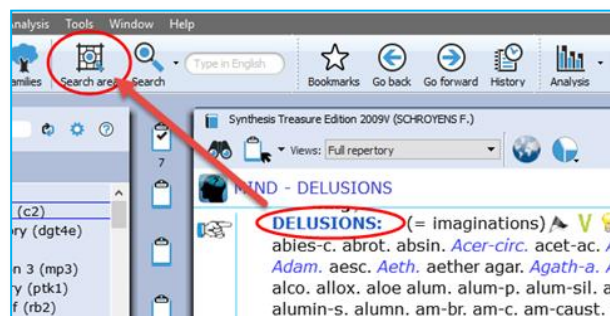 Analysis Tools Window Help
Families Search area Search Type in English Bookmarks Go back Go forward History Analysis
Synthesis Treasure Edition 2009V (SCHROYENS F.)
7
Views: Full repertory
MIND - DELUSIONS
(c2)
DELUSIONS: (= imaginations)
(dgt4e)
abies-c. abrot. absin. Acer-circ. acet-ac.
Adam. aesc. Aeth. aether agar. Agath-a.
n 3 (mp3)
(ptk1)
alco. allox. aloe alum. alum-p. alum-sil.
f (rb2)
alumin-s. alumn. am-br. am-c. am-caust.